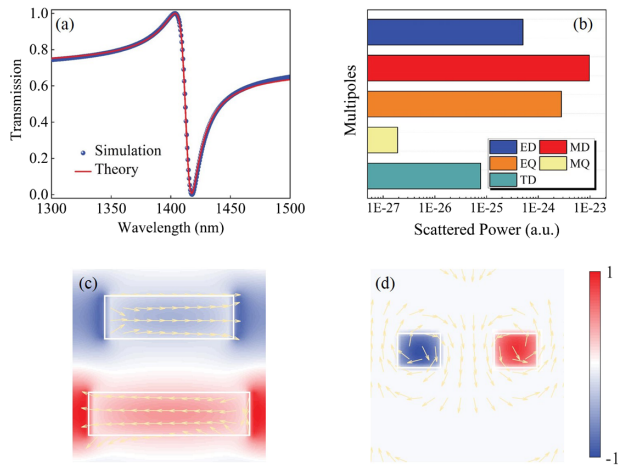 (a)
Transmission
1.0
0.8
0.6
0.4
0.2
0.0
Simulation
Theory
1300
1350
1400
1450
1500
Wavelength (nm)
(b)
Multipoles
ED
MD
EQ
MQ
TD
1E-27
1E-26
1E-25
1E-24
1E-23
Scattered Power (a.u.)
(c)
(d)
1
-1